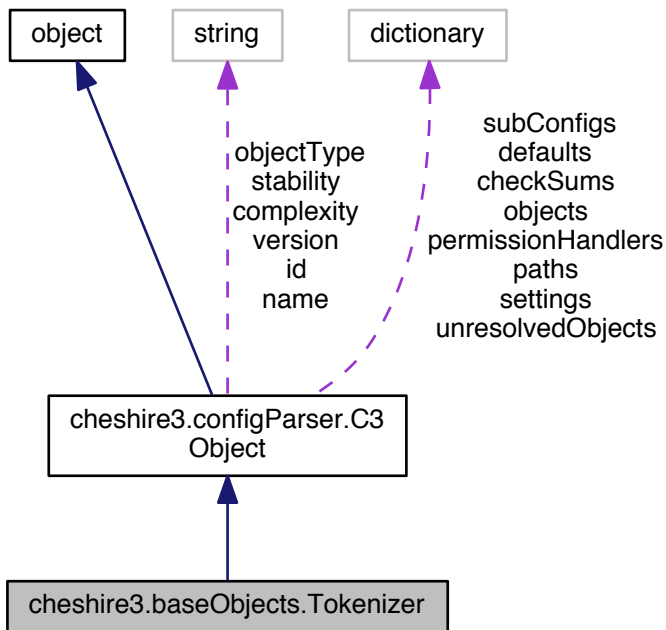 object
string
dictionary
objectType
stability
complexity
version
id
name
subConfigs
defaults
checkSums
objects
permissionHandlers
paths
settings
unresolvedObjects
cheshire3.configParser.C3
Object
cheshire3.baseObjects.Tokenizer